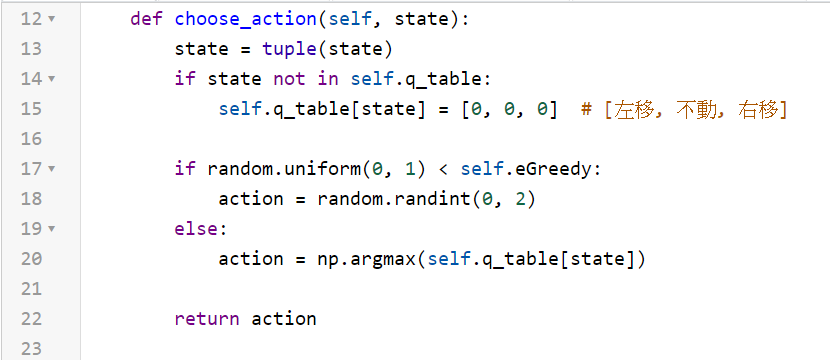 12 def choose_action(self, state):
13 state = tuple(state)
14 if state not in self.q_table:
15 self.q_table[state] = [0, 0, 0]  # [左移, 不動, 右移]
16
17 if random.uniform(0, 1) < self.eGreedy:
18 action = random.randint(0, 2)
19 else:
20 action = np.argmax(self.q_table[state])
21
22 return action
23